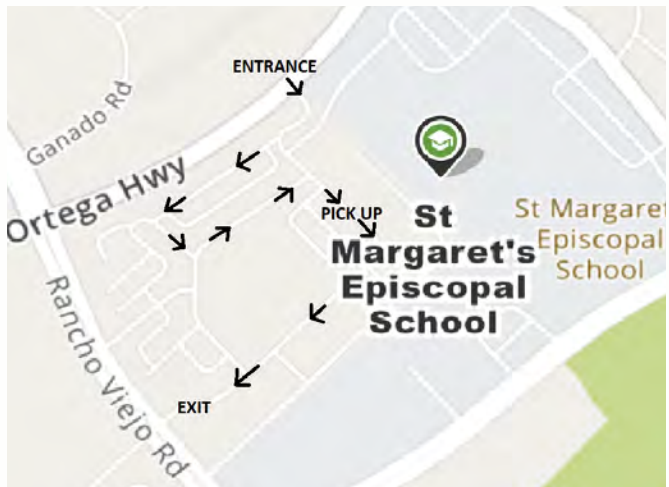 ENTRANCE
Ganado Rd
Ortega Hwy
PICK UP
St
Margaret's
Episcopal
School
St Margaret
Episcopal
School
Rancho Viejo Rd
EXIT